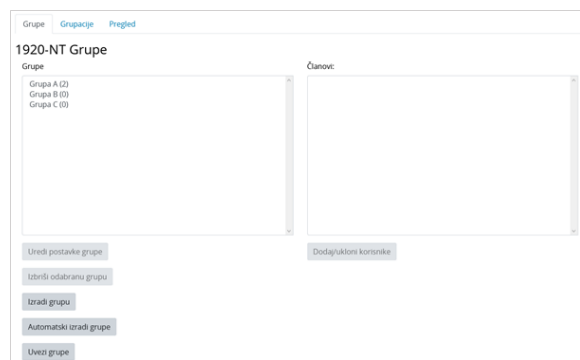 Grupe Grupacije Pregled
1920-NT Grupe
Grupe
Članovi:
Grupa A (2)
Grupa B (0)
Grupa C (0)
Uredi postavke grupe
Dodaj/ukloni korisnike
Izbriši odabranu grupu
Izradi grupu
Automatski izradi grupe
Uvezi grupe